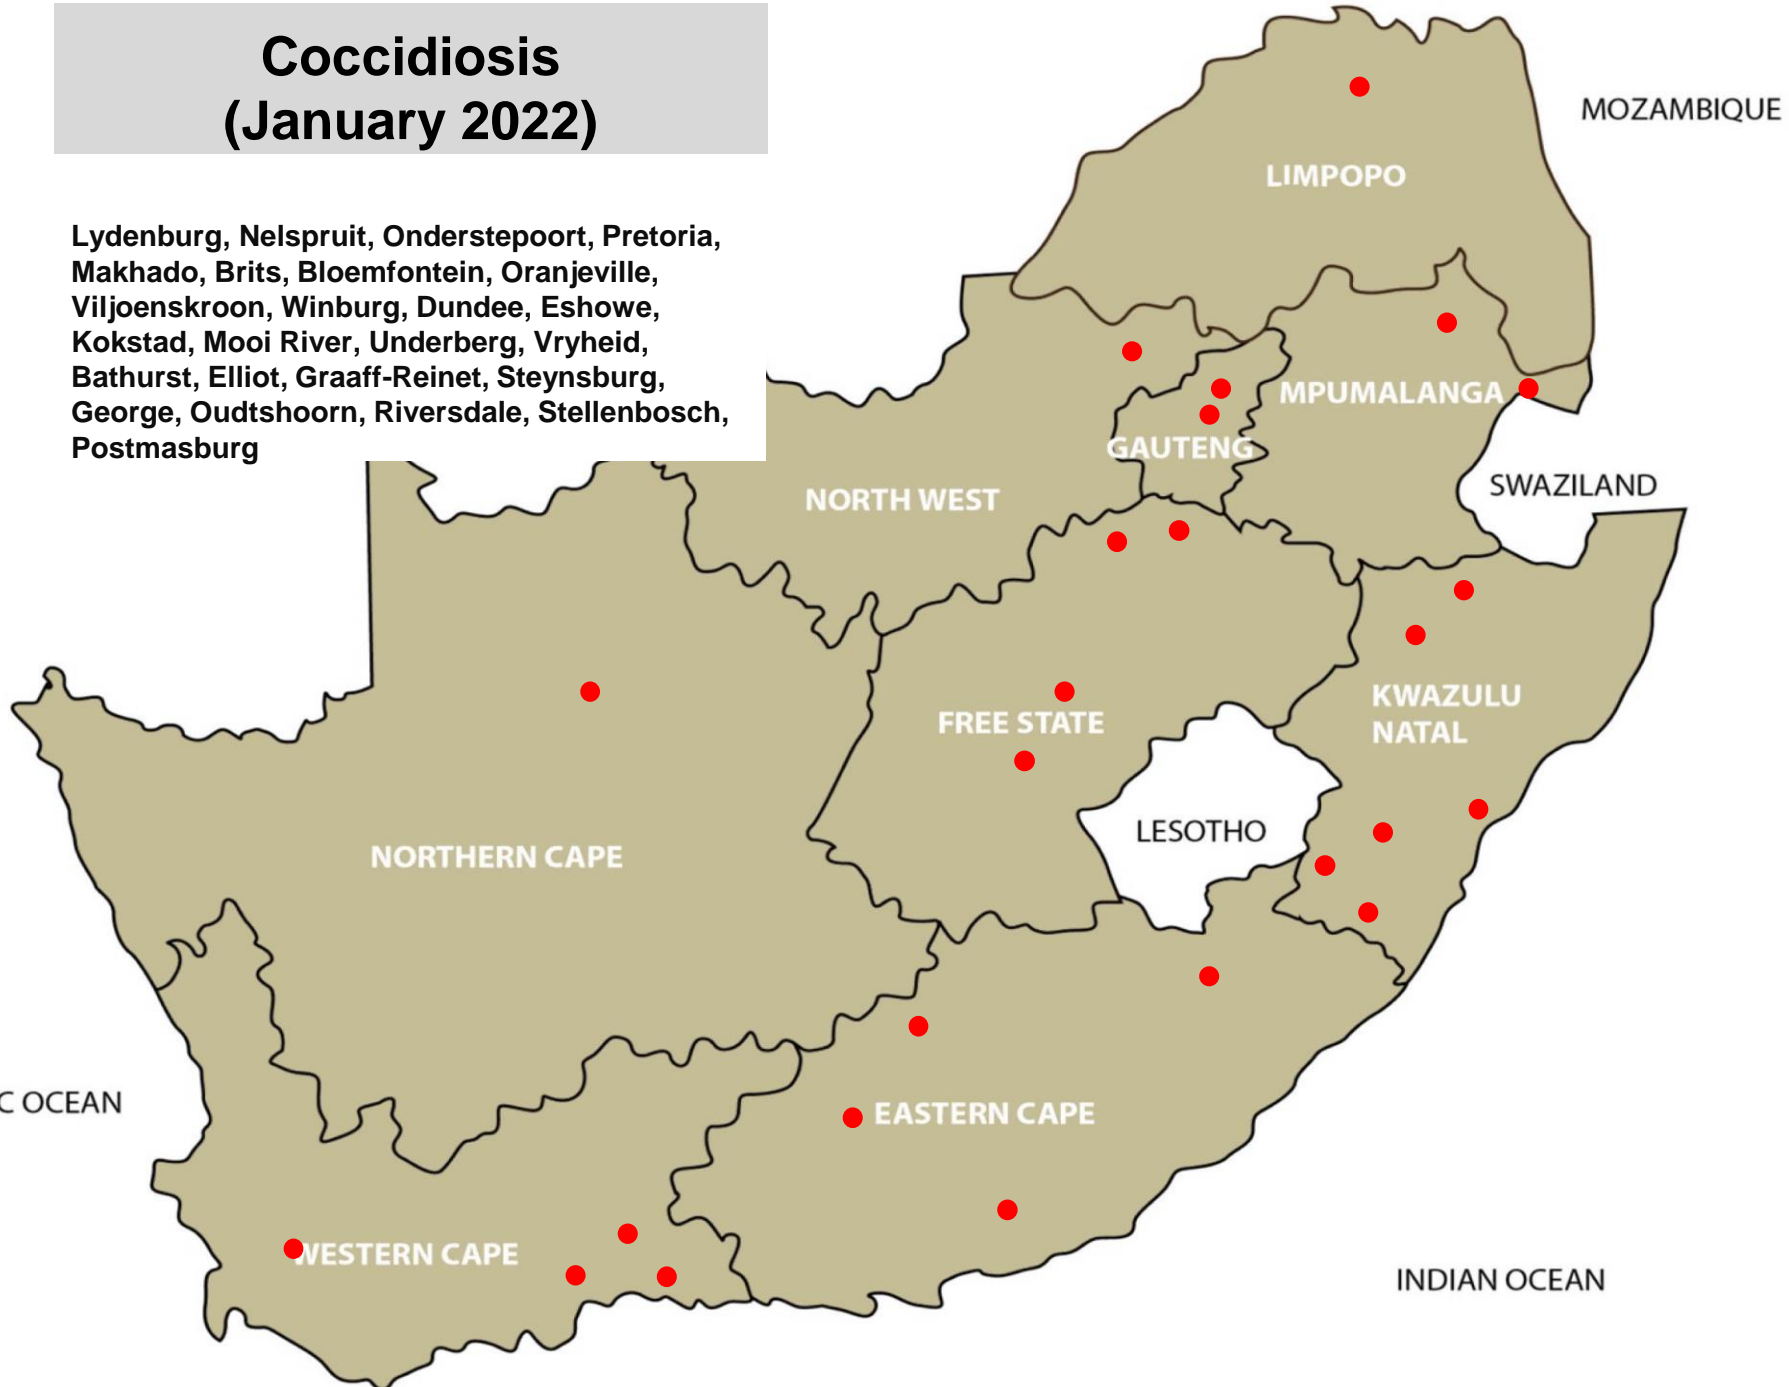 Coccidiosis
(January 2022)
Lydenburg, Nelspruit, Onderstepoort, Pretoria,
Makhado, Brits, Bloemfontein, Oranjeville,
Viljoenskroon, Winburg, Dundee, Eshowe,
Kokstad, Mooi River, Underberg, Vryheid,
Bathurst, Elliot, Graaff-Reinet, Steynsburg,
George, Oudtshoorn, Riversdale, Stellenbosch,
Postmasburg
MOZAMBIQUE
LIMPOPO
MPUMALANGA
GAUTENG
SWAZILAND
NORTH WEST
KWAZULU
NATAL
FREE STATE
LESOTHO
NORTHERN CAPE
C OCEAN
EASTERN CAPE
WESTERN CAPE
INDIAN OCEAN